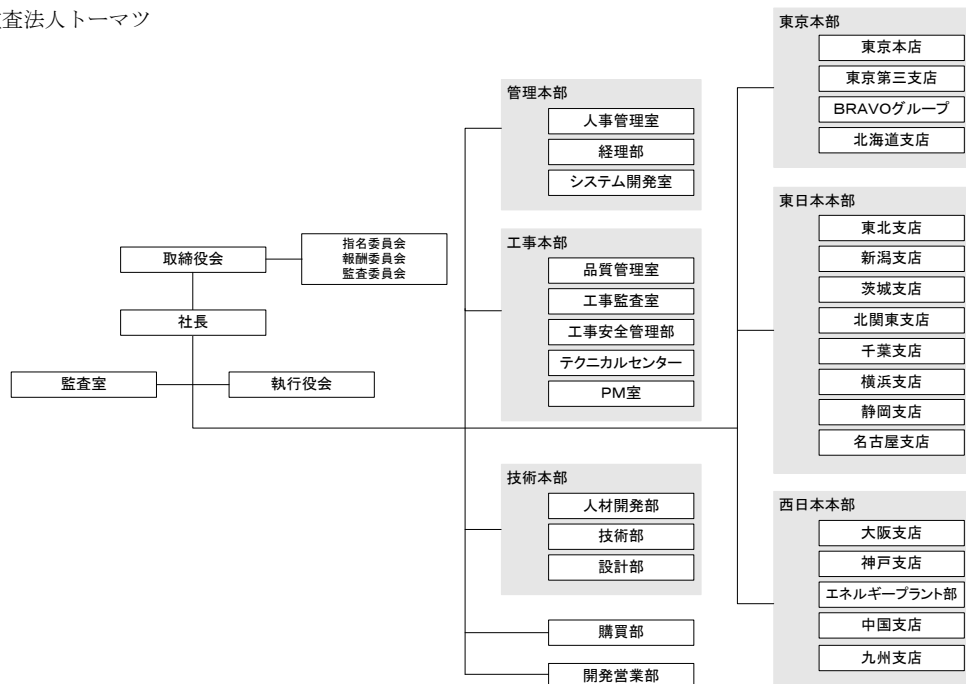 査法人トーマツ
取締役会
指名委員会
報酬委員会
監査委員会
社長
監査室
執行役会
管理本部
人事管理室
経理部
システム開発室
工事本部
品質管理室
工事監査室
工事安全管理部
テクニカルセンター
PM室
技術本部
人材開発部
技術部
設計部
購買部
開発営業部
東京本部
東京本店
東京第三支店
BRAVOグループ
北海道支店
東日本本部
東北支店
新潟支店
茨城支店
北関東支店
千葉支店
横浜支店
静岡支店
名古屋支店
西日本本部
大阪支店
神戸支店
エネルギープラント部
中国支店
九州支店